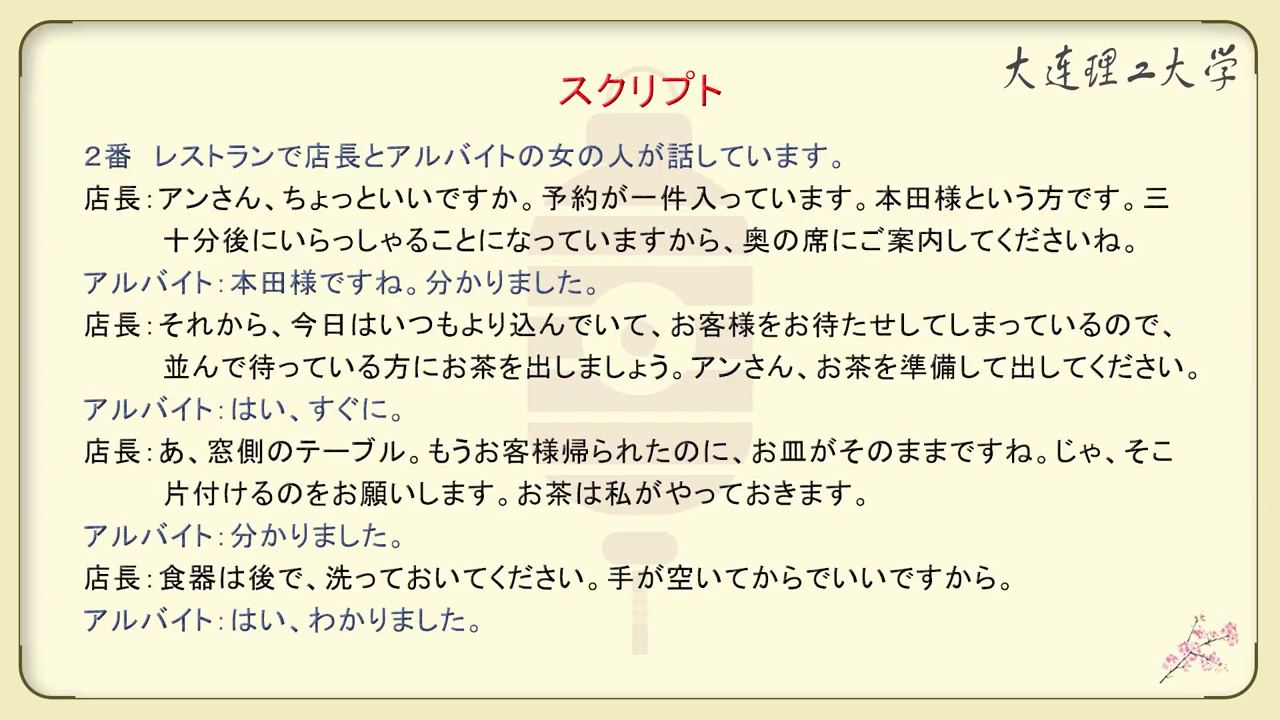 大连理工大学
スクリプト
２番　レストランで店長とアルバイトの女の人が話しています。
店長：アンさん、ちょっといいですか。予約が一件入っています。本田様という方です。三
十分後にいらっしゃることになっていますから、奥の席にご案内してくださいね。
アルバイト：本田様ですね。分かりました。
店長：それから、今日はいつもより込んでいて、お客様をお待たせしてしまっているので、
並んで待っている方にお茶を出しましょう。アンさん、お茶を準備して出してください。
アルバイト：はい、すぐに。
店長：あ、窓側のテーブル。もうお客様帰られたのに、お皿がそのままですね。じゃ、そこ
片付けるのをお願いします。お茶は私がやっておきます。
アルバイト：分かりました。
店長：食器は後で、洗っておいてください。手が空いてからでいいですから。
アルバイト：はい、わかりました。